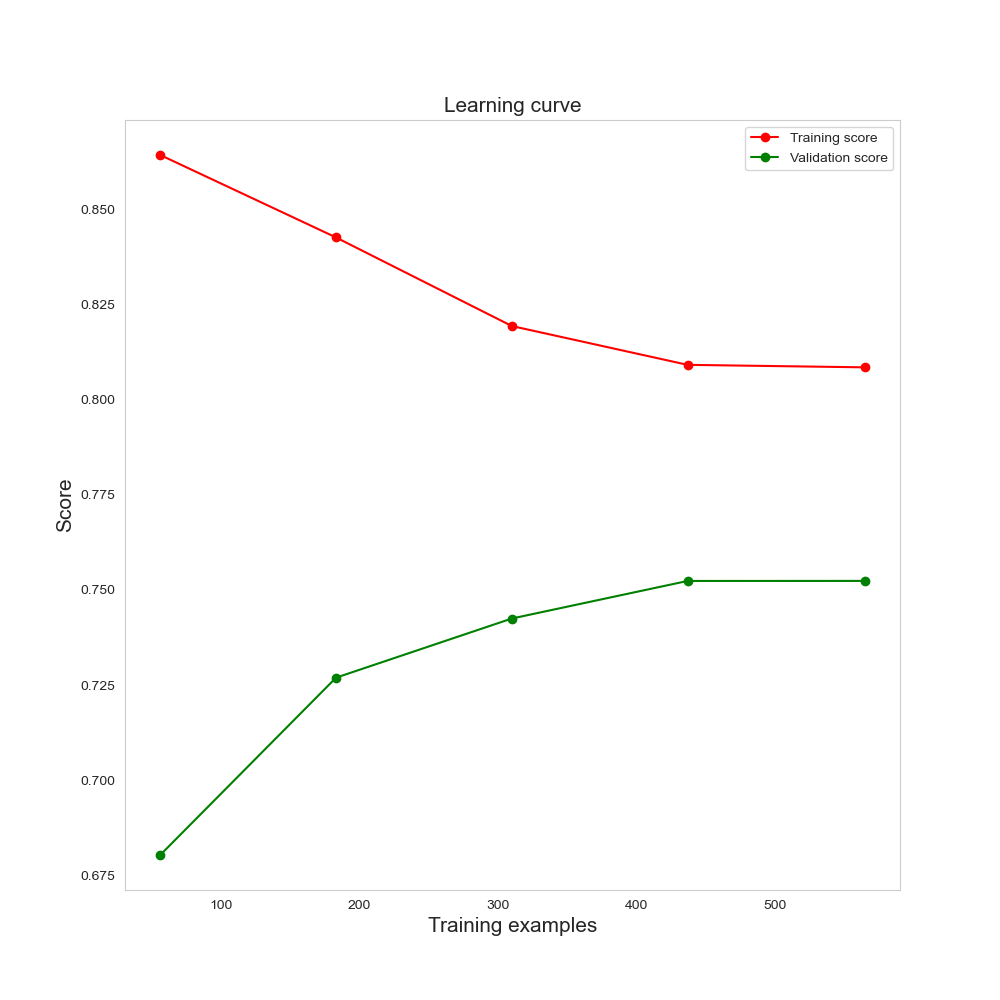 Learning curve
Training score
Validation score
0.850
0.825
0.800
0.775
0.750
0.725
0.700
0.675
Score
100 200 300 400 500
Training examples